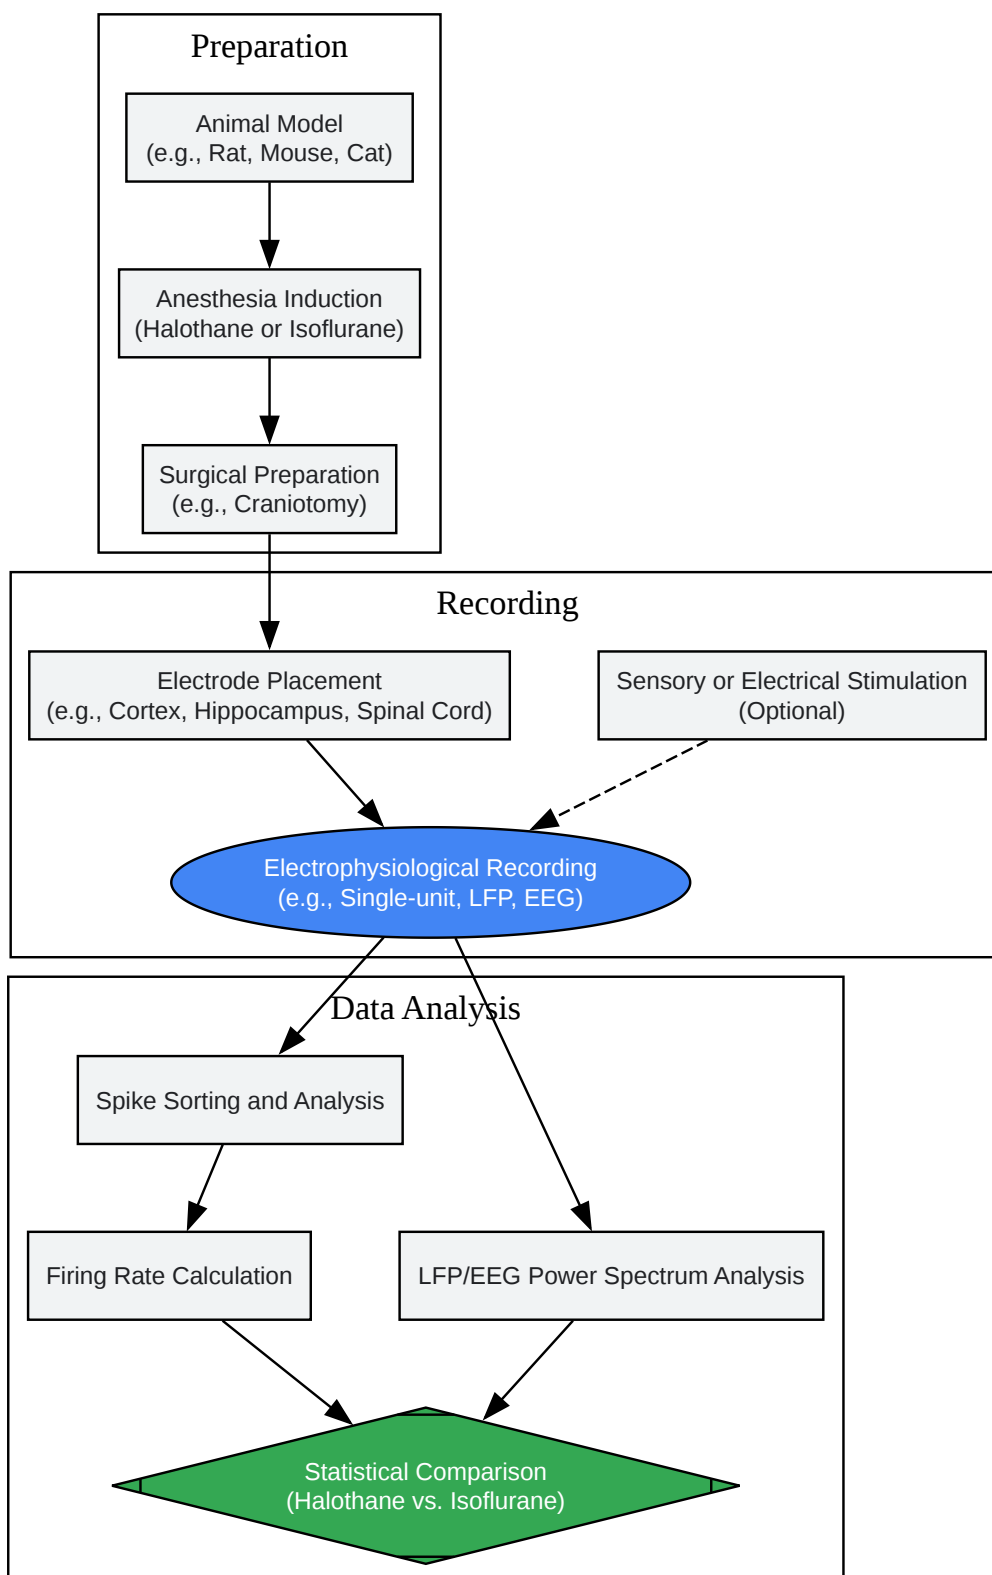 Preparation
Animal Model
(e.g., Rat, Mouse, Cat)
Anesthesia Induction
(Halothane or Isoflurane)
Surgical Preparation
(e.g., Craniotomy)
Recording
Electrode Placement
(e.g., Cortex, Hippocampus, Spinal Cord)
Sensory or Electrical Stimulation
(Optional)
Electrophysiological Recording
(e.g., Single-unit, LFP, EEG)
Data Analysis
Spike Sorting and Analysis
Firing Rate Calculation
LFP/EEG Power Spectrum Analysis
Statistical Comparison
(Halothane vs. Isoflurane)